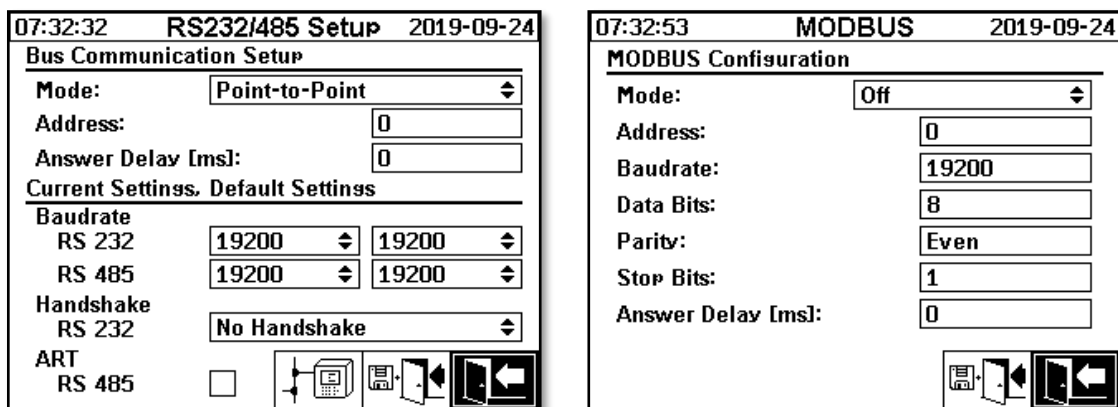 07:32:32 RS232/485 Setup 2019-09-24
Bus Communication Setup
Mode: Point-to-Point
Address: 0
Answer Delay [ms]: 0
Current Settings, Default Settings
Baudrate
RS 232 19200 19200
RS 485 19200 19200
Handshake
RS 232 No Handshake
ART
RS 485
07:32:53 MODBUS 2019-09-24
MODBUS Configuration
Mode: Off
Address: 0
Baudrate: 19200
Data Bits: 8
Parity: Even
Stop Bits: 1
Answer Delay [ms]: 0